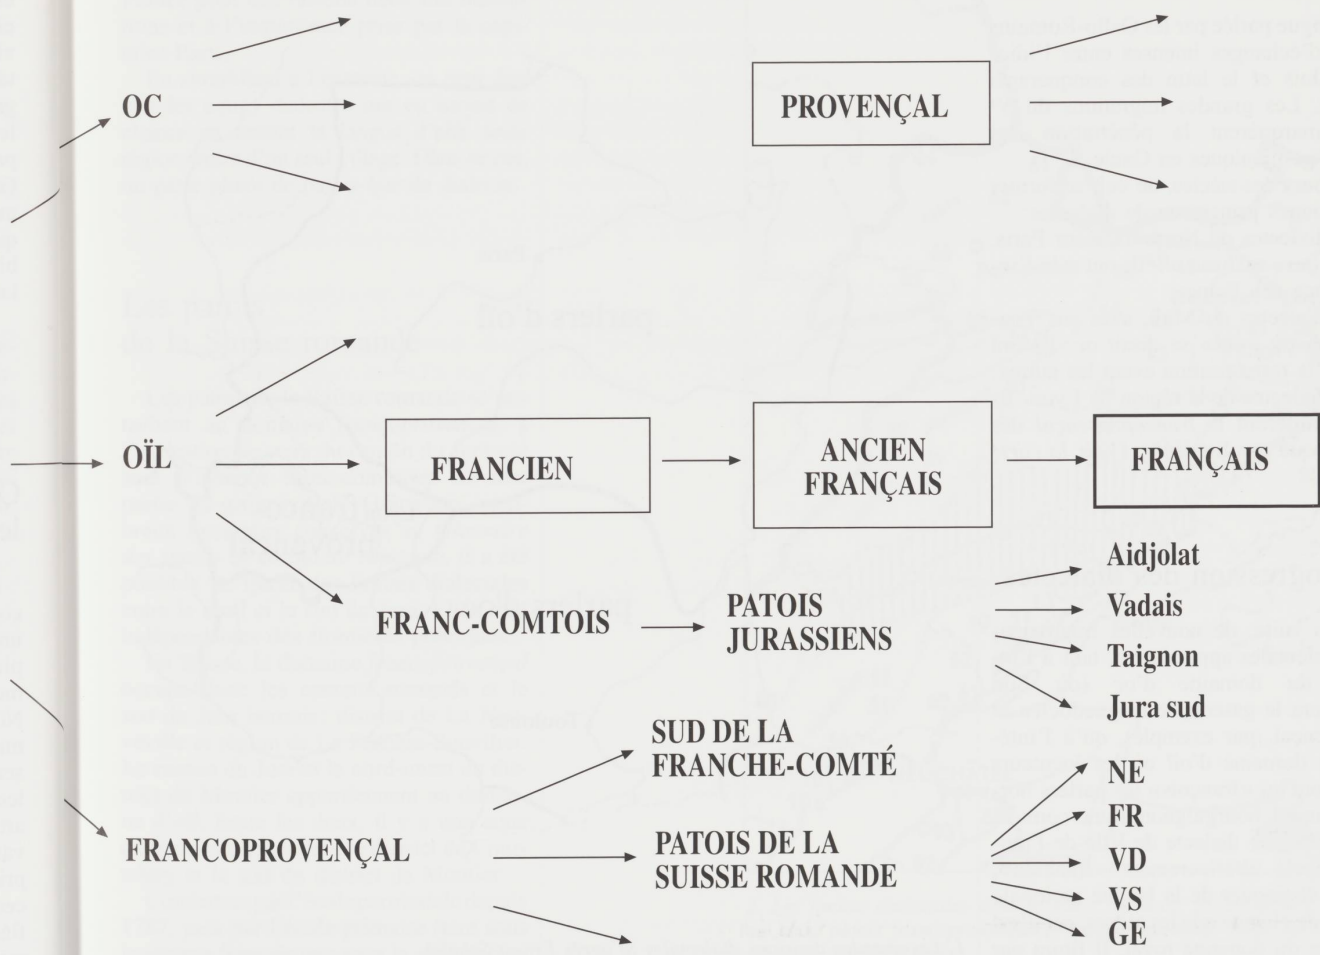 OC
PROVENÇAL
OÏL
FRANCIEN
ANCIEN
FRANÇAIS
FRANÇAIS
FRANC-COMTOIS
PATOIS
JURASSIENS
Aidjolat
Vadais
Taignon
Jura sud
FRANCOPROVENÇAL
SUD DE LA
FRANCHE-COMTÉ
PATOIS DE LA
SUISSE ROMANDE
NE
FR
VD
VS
GE